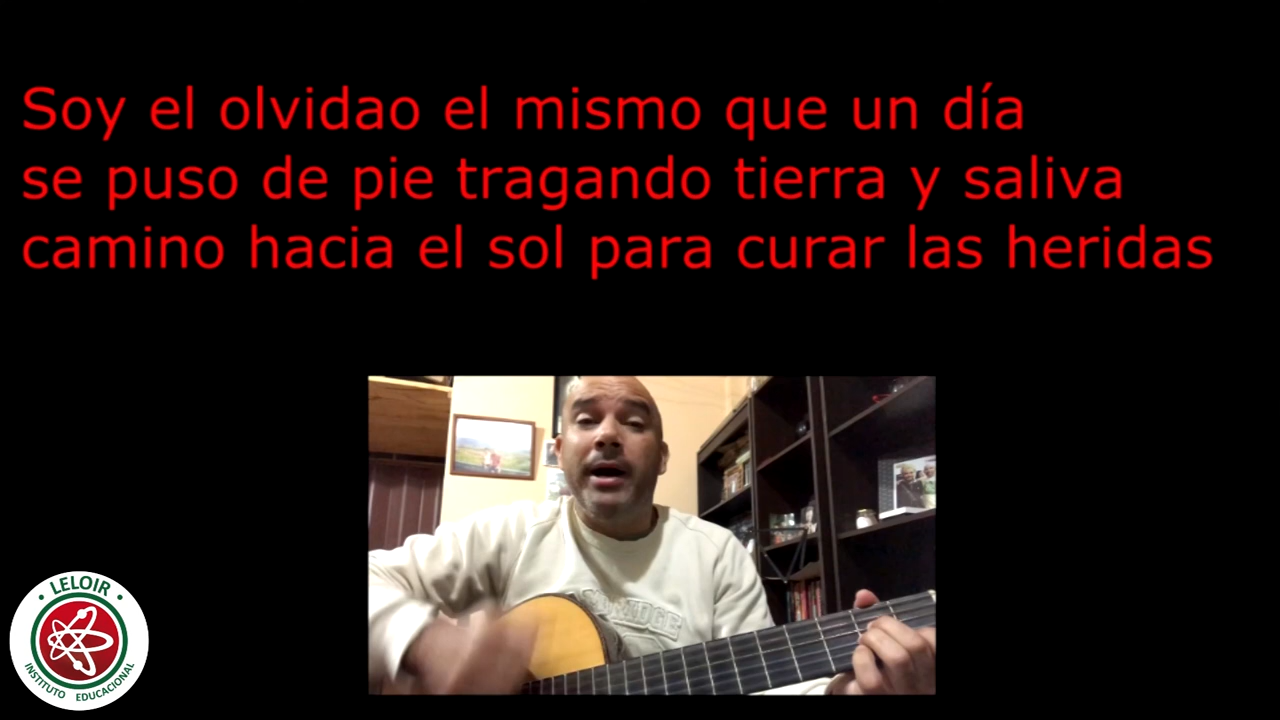 Soy el olvidao el mismo que un día
se puso de pie tragando tierra y saliva
camino hacia el sol para curar las heridas
LELOIR
INSTITUTO EDUCACIONAL